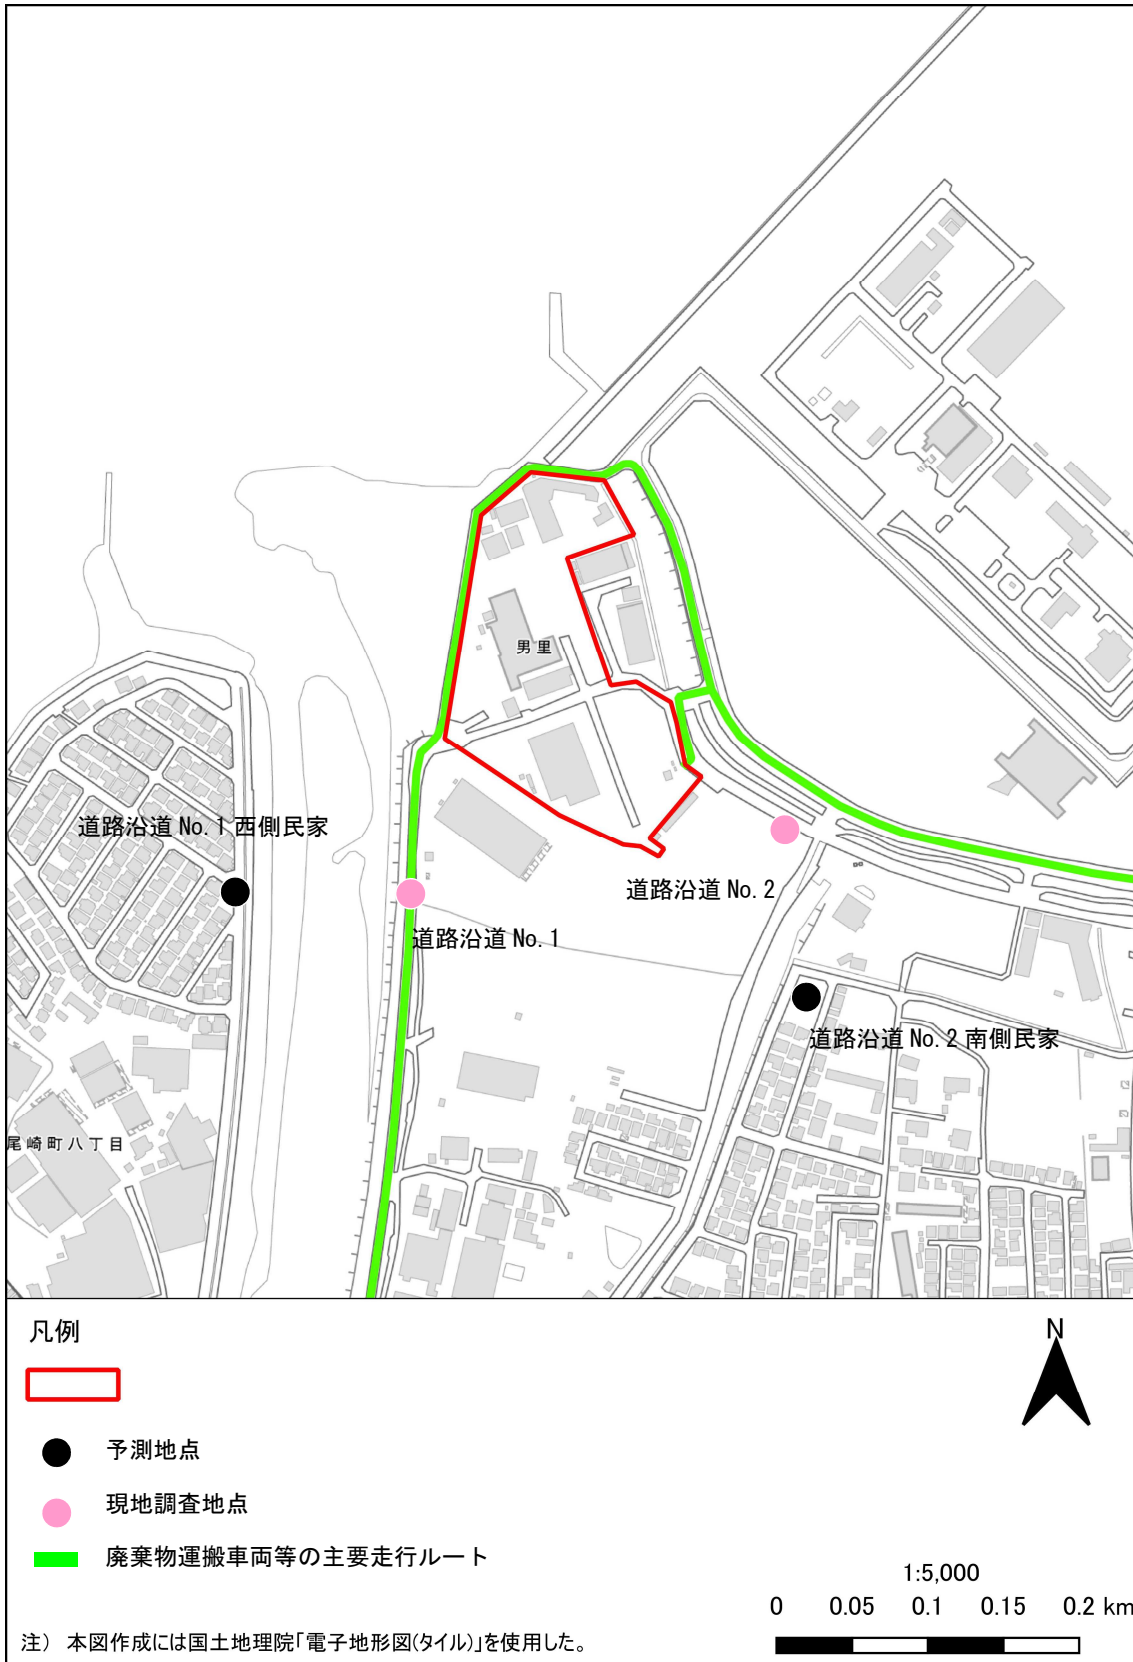 男里
道路沿道 No.1 西側民家
道路沿道 No.2
道路沿道 No.1
道路沿道 No.2 南側民家
尾崎町八丁目
凡例
N
予測地点
現地調査地点
廃棄物運搬車両等の主要走行ルート
1:5,000
0 0.05 0.1 0.15 0.2 km
注） 本図作成には国土地理院「電子地形図(タイル)」を使用した。